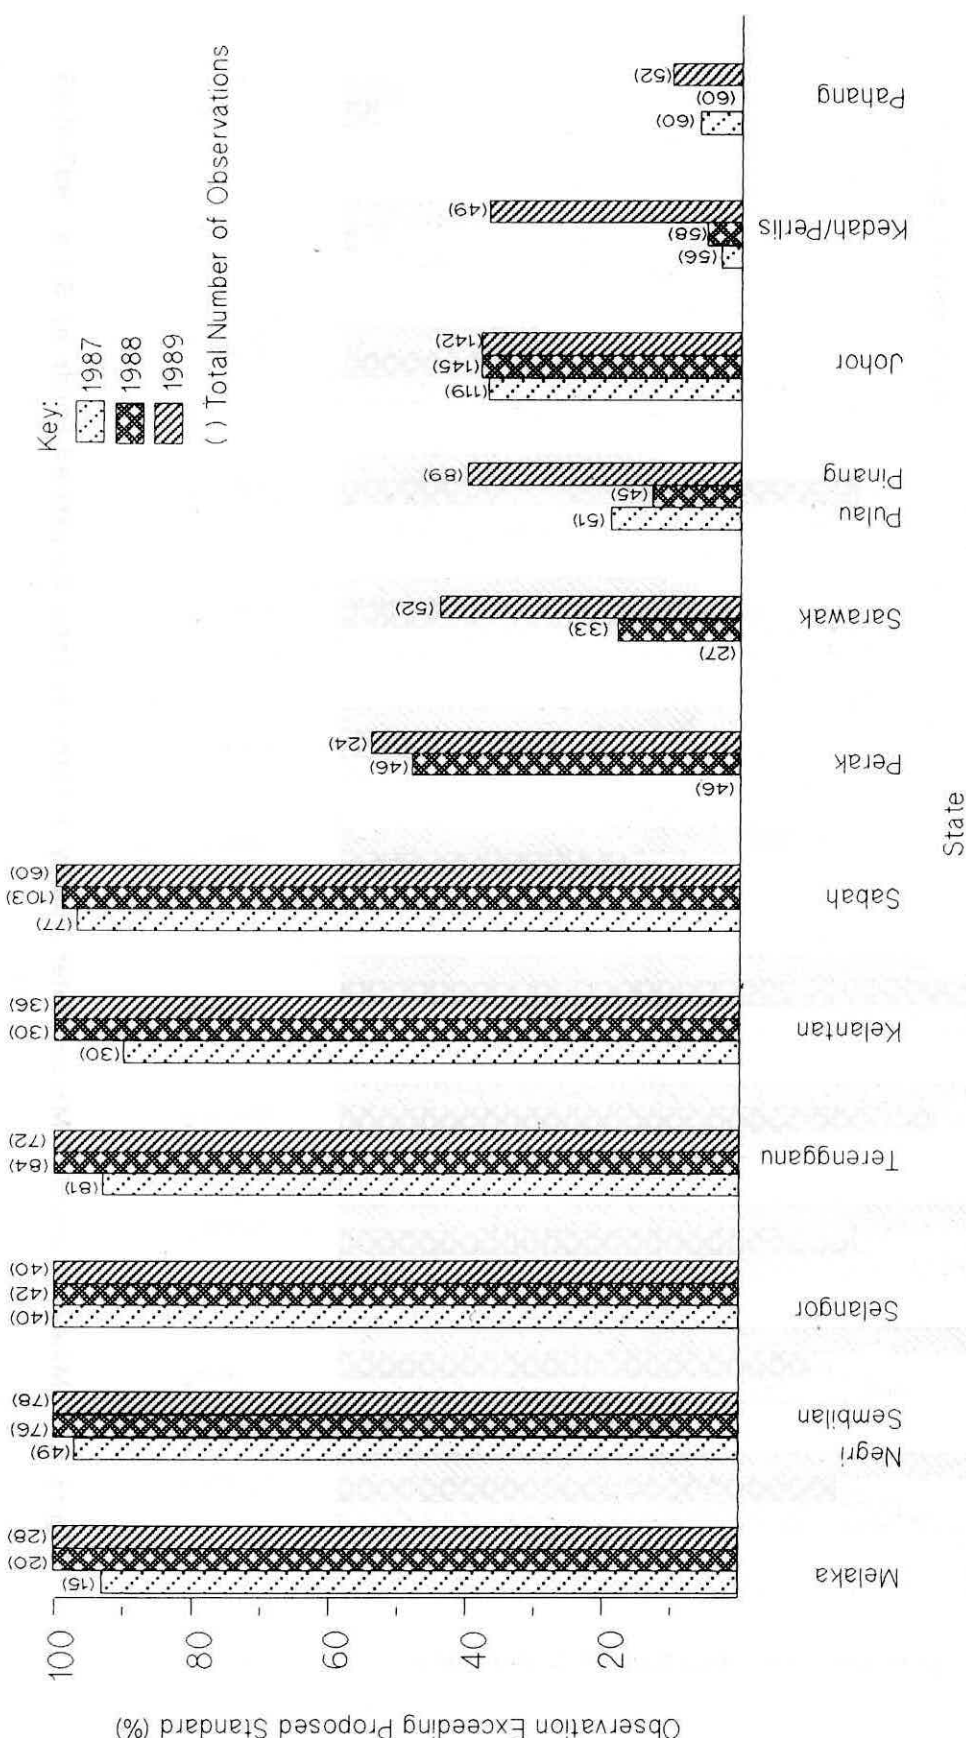 Key:
1987
1988
1989
( ) Total Number of Observations
Observation Exceeding Proposed Standard (%)
100
80
60
40
20
(15)
(20)
(28)
(49)
(76)
(78)
(40)
(42)
(40)
(81)
(84)
(72)
(30)
(30)
(36)
(77)
(103)
(60)
(46)
(46)
(24)
(27)
(33)
(52)
(51)
(45)
(89)
(119)
(145)
(142)
(56)
(58)
(49)
(60)
(60)
(52)
Melaka
Negri
Sembilan
Selangor
Terengganu
Kelantan
Sabah
Perak
Sarawak
Pulau
Pinang
Johor
Kedah/Perlis
Pahang
State